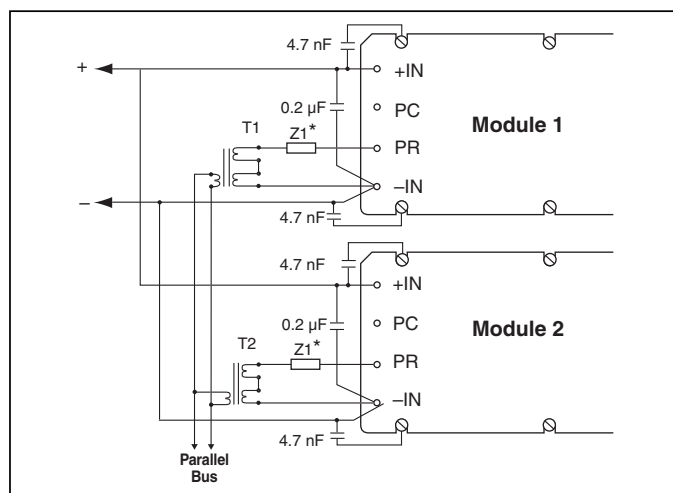 4.7 nF
+
+IN
0.2 µF
PC
Module 1
T1
Z1*
PR
–IN
–
4.7 nF
4.7 nF
+IN
0.2 µF
PC
Module 2
T2
Z1*
PR
–IN
4.7 nF
Parallel
Bus